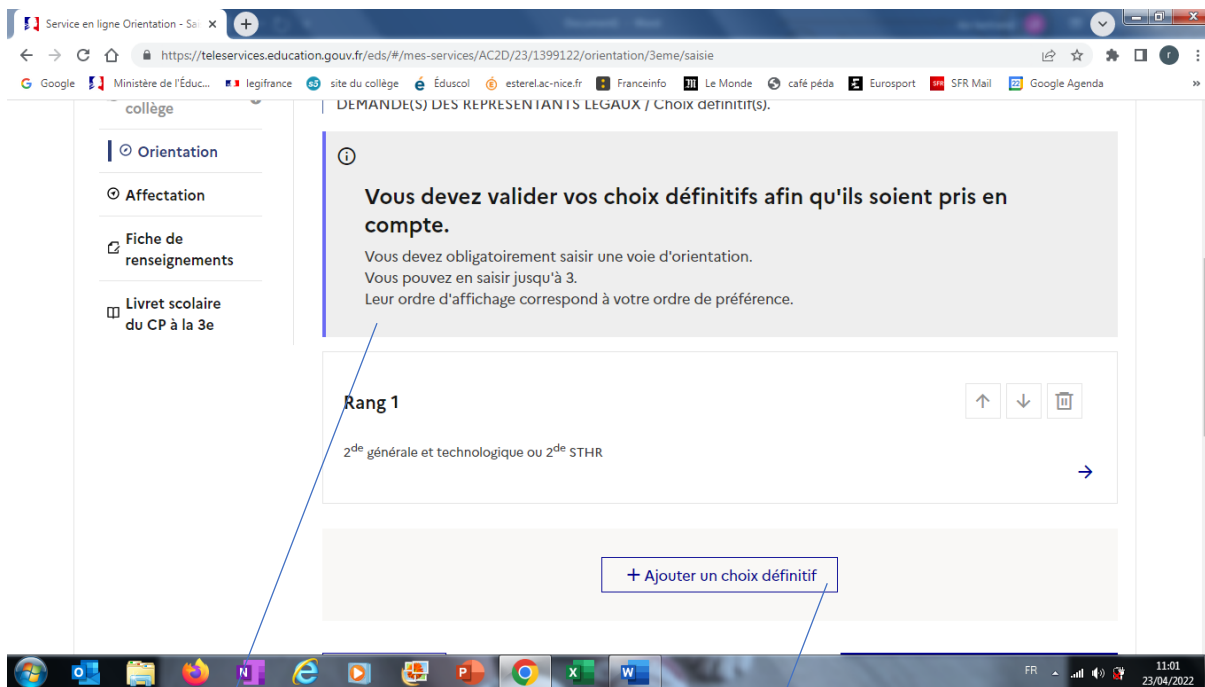 Service en ligne Orientation - Sai
https://teleservices.education.gouv.fr/eds/#/mes-services/AC2D/23/1399122/orientation/3eme/saisie
r
Google Ministère de l'Éduc... legifrance site du collège Éduscol esterel.ac-nice.fr Franceinfo Le Monde café péda Eurosport SFR Mail Google Agenda »
collège
Orientation
Affectation
Fiche de
renseignements
Livret scolaire
du CP à la 3e
DEMANDE(S) DES REPRESENTANTS LEGAUX / Choix définitif(s).
Vous devez valider vos choix définitifs afin qu'ils soient pris en
compte.
Vous devez obligatoirement saisir une voie d'orientation.
Vous pouvez en saisir jusqu'à 3.
Leur ordre d'affichage correspond à votre ordre de préférence.
Rang 1
2de générale et technologique ou 2de STHR
+ Ajouter un choix définitif
FR
11:01
23/04/2022